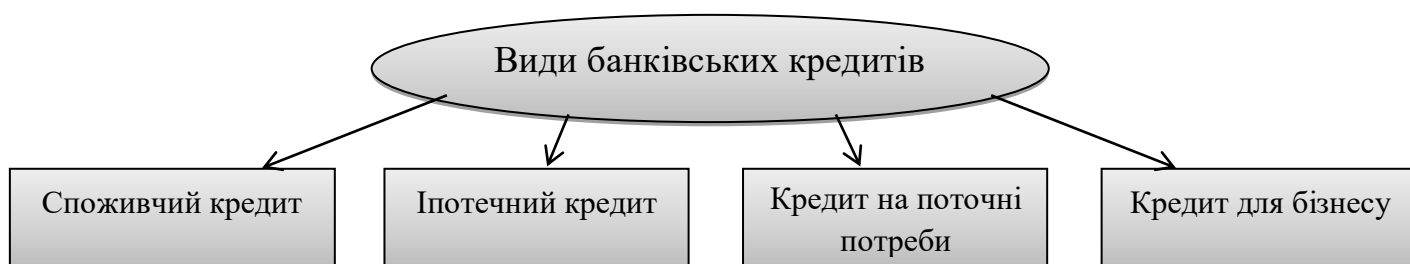 Види банківських кредитів
Споживчий кредит
Іпотечний кредит
Кредит на поточні
потреби
Кредит для бізнесу